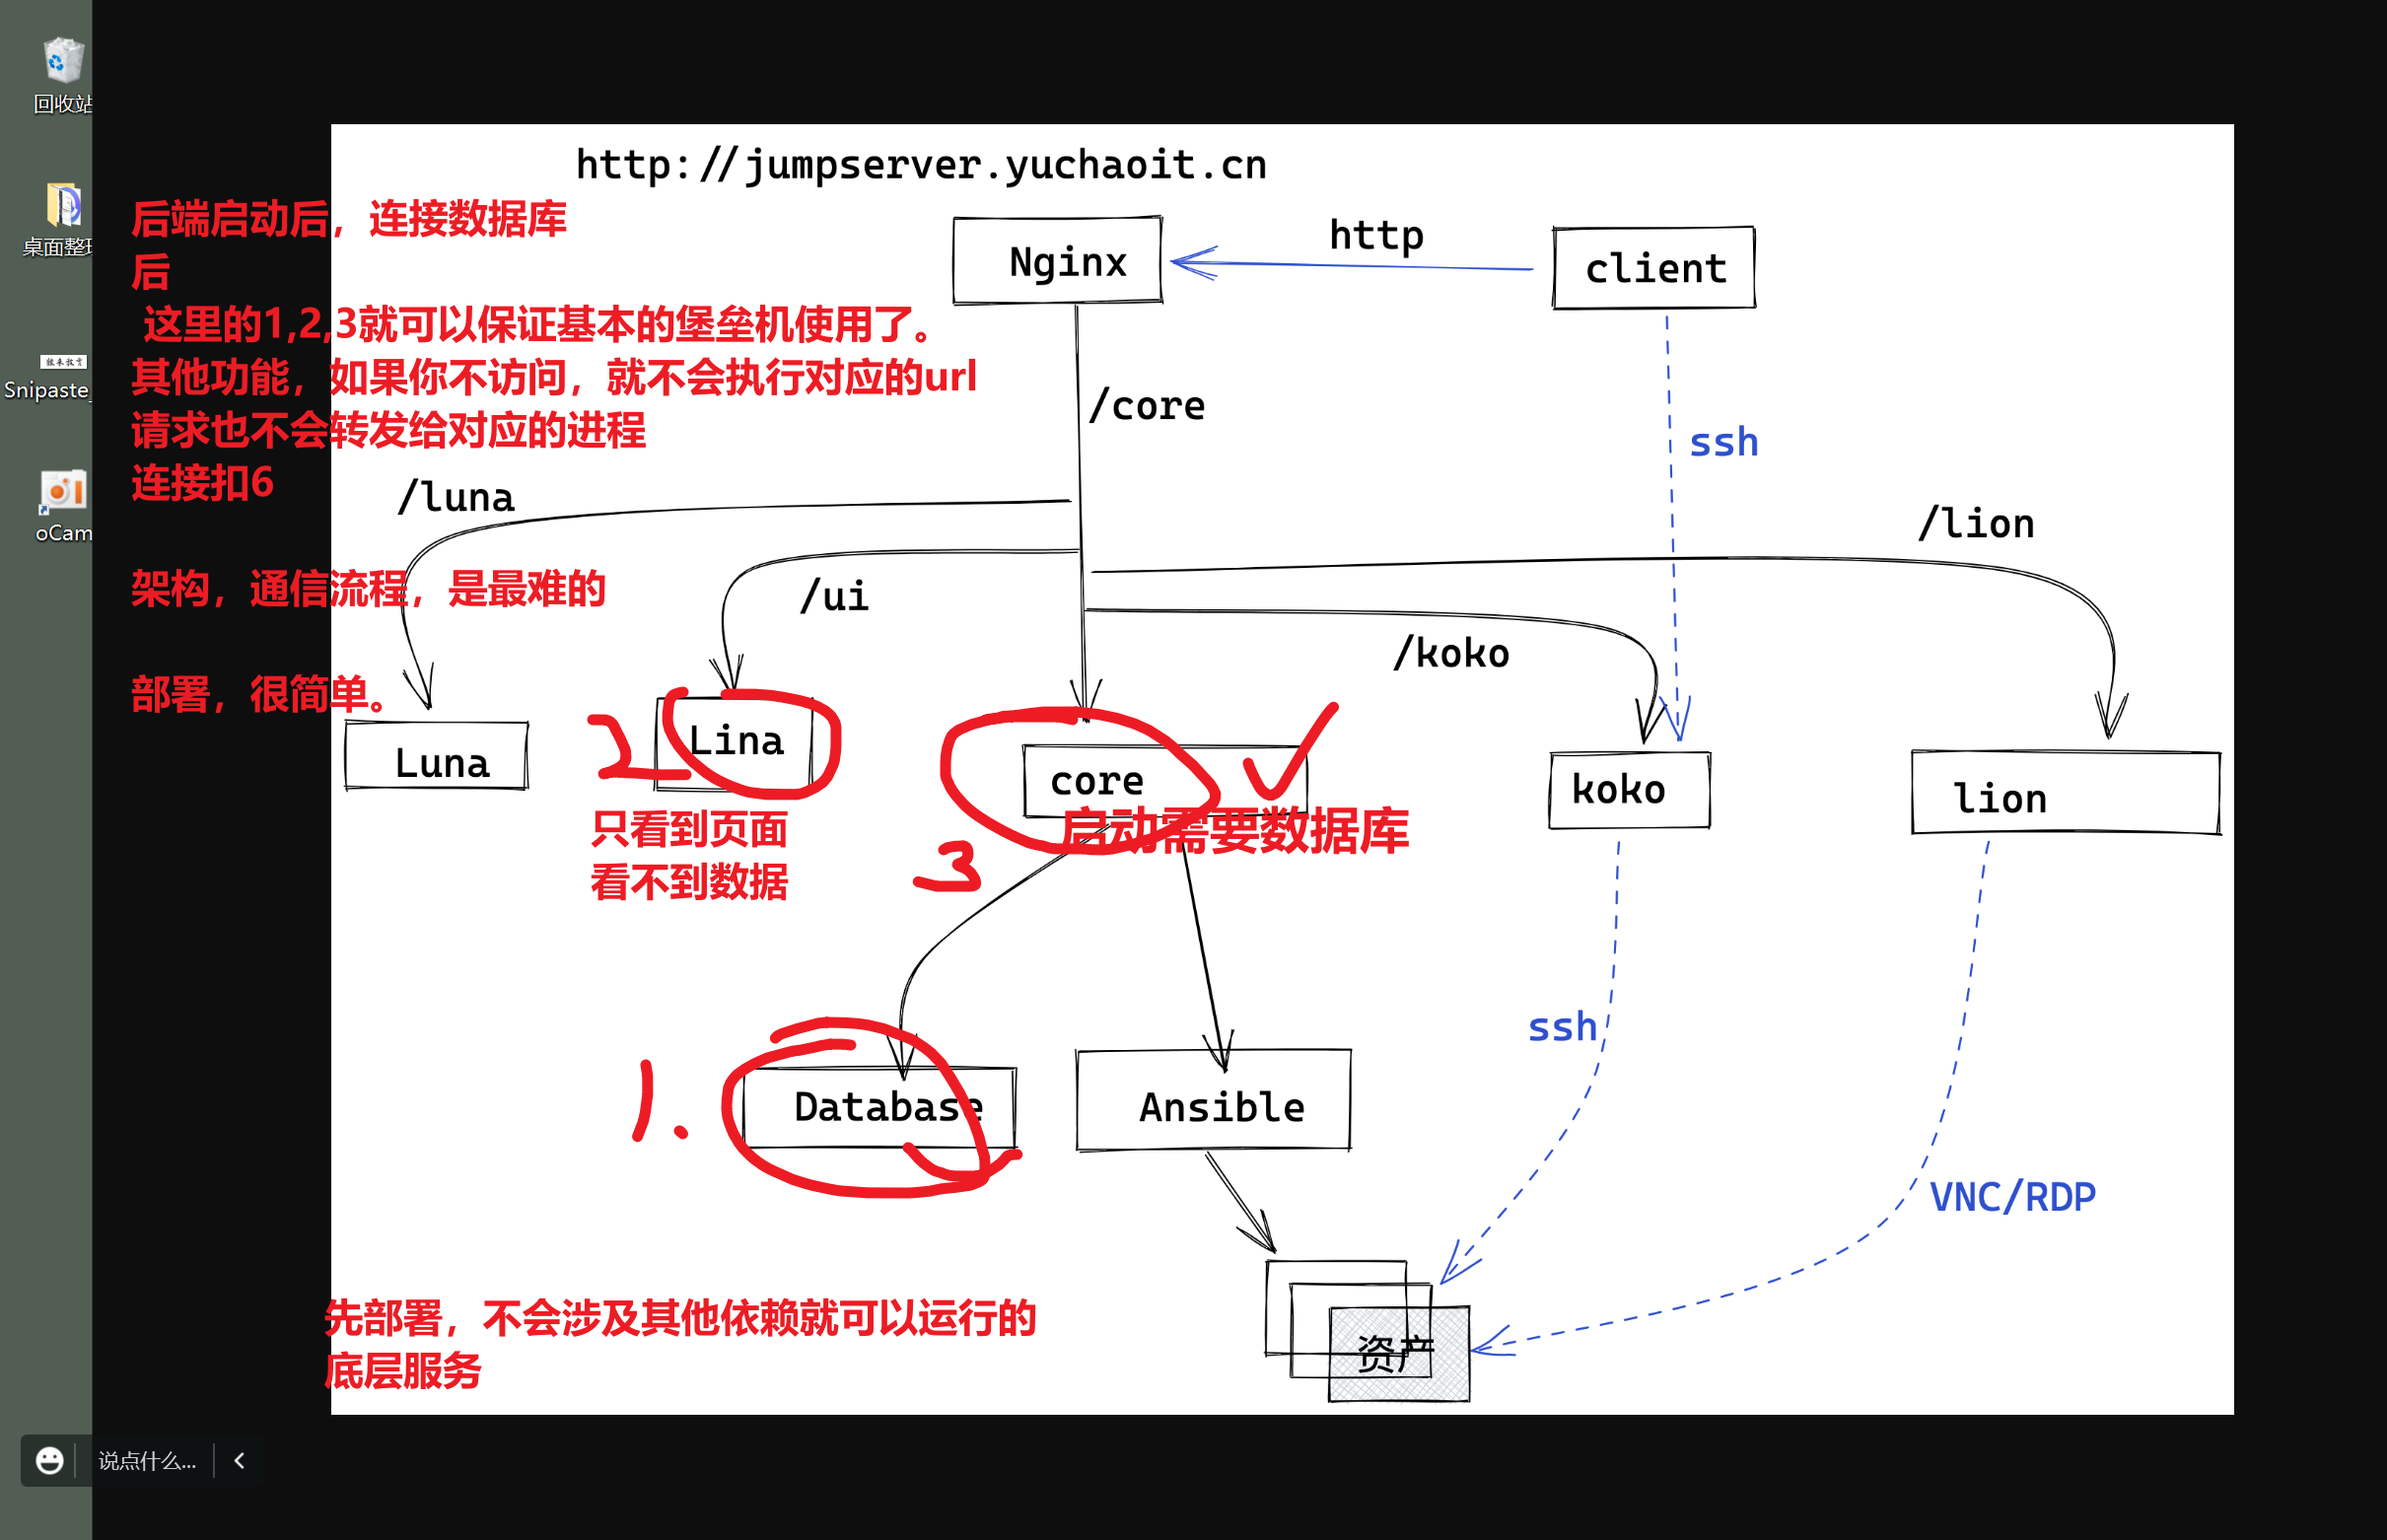 回收站
桌面整理
Snipaste_
oCam
http://jumpserver.yuchaoit.cn
后端启动后，连接数据库
后
这里的1,2,3就可以保证基本的堡垒机使用了。
其他功能，如果你不访问，就不会执行对应的url
请求也不会转发给对应的进程
连接扣6
架构，通信流程，是最难的
部署，很简单。
Nginx
http
client
/core
ssh
/luna
/ui
/koko
/lion
Luna
2
Lina
core
koko
lion
只看到页面
看不到数据
启动需要数据库
3
1.
Database
Ansible
ssh
VNC/RDP
资产
先部署，不会涉及其他依赖就可以运行的
底层服务
说点什么...